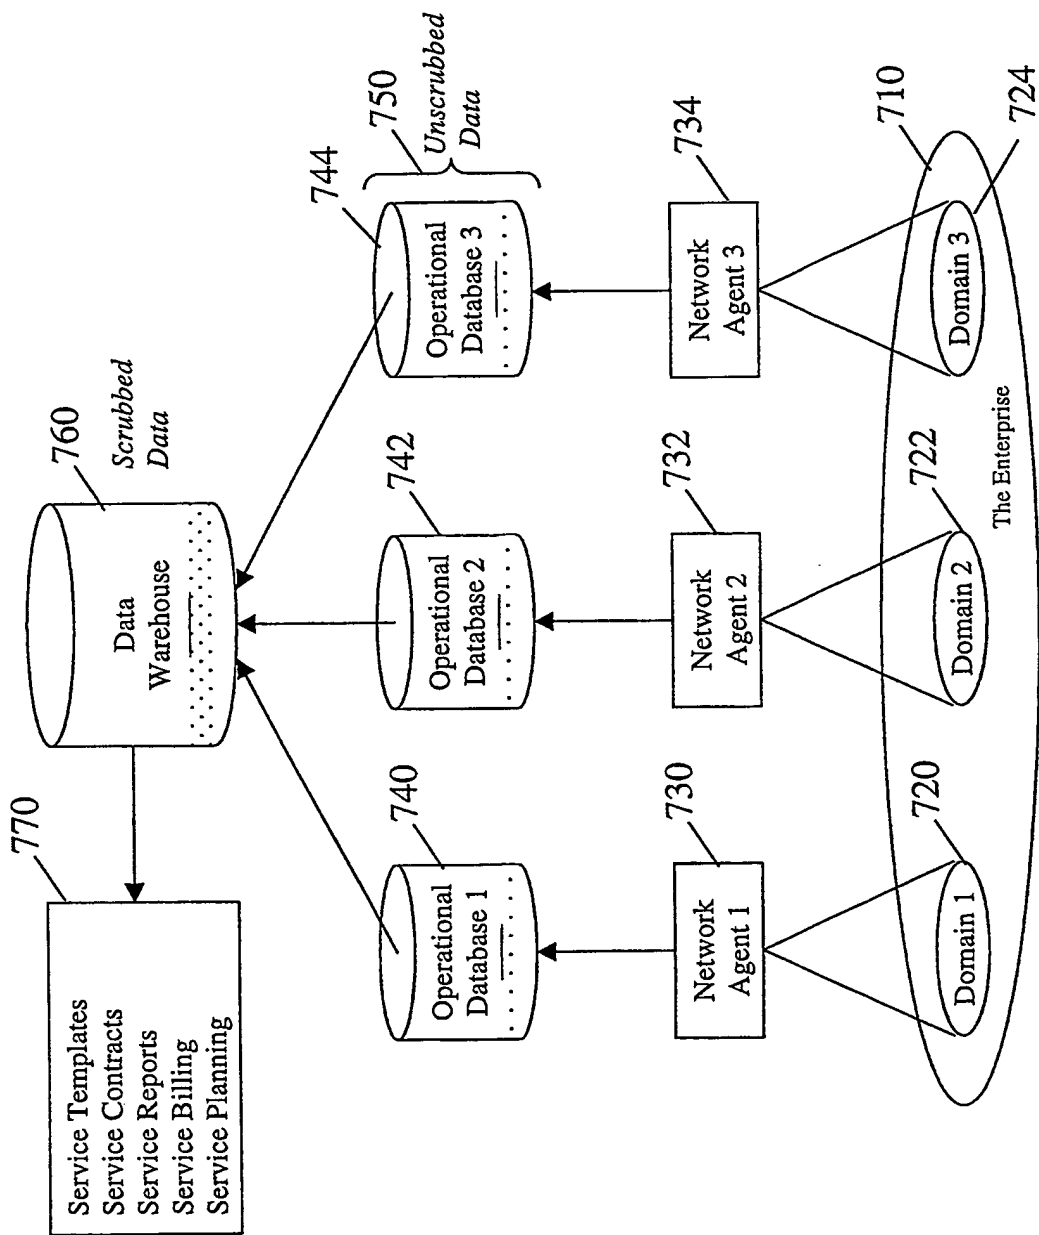 770
Service Templates
Service Contracts
Service Reports
Service Billing
Service Planning
760
Data
Warehouse
Scrubbed
Data
740
Operational
Database 1
742
Operational
Database 2
744
Operational
Database 3
750
Unscrubbed
Data
730
Network
Agent 1
732
Network
Agent 2
734
Network
Agent 3
710
720
Domain 1
722
Domain 2
724
Domain 3
The Enterprise